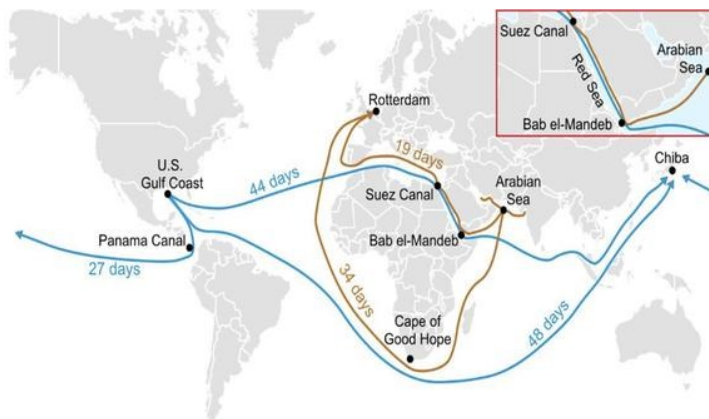 Suez Canal
Red Sea
Arabian
Sea
Bab el-Mandeb
Rotterdam
19 days
U.S.
Gulf Coast
44 days
Suez Canal
Arabian
Sea
Chiba
Panama Canal
Bab el-Mandeb
27 days
34 days
48 days
Cape of
Good Hope